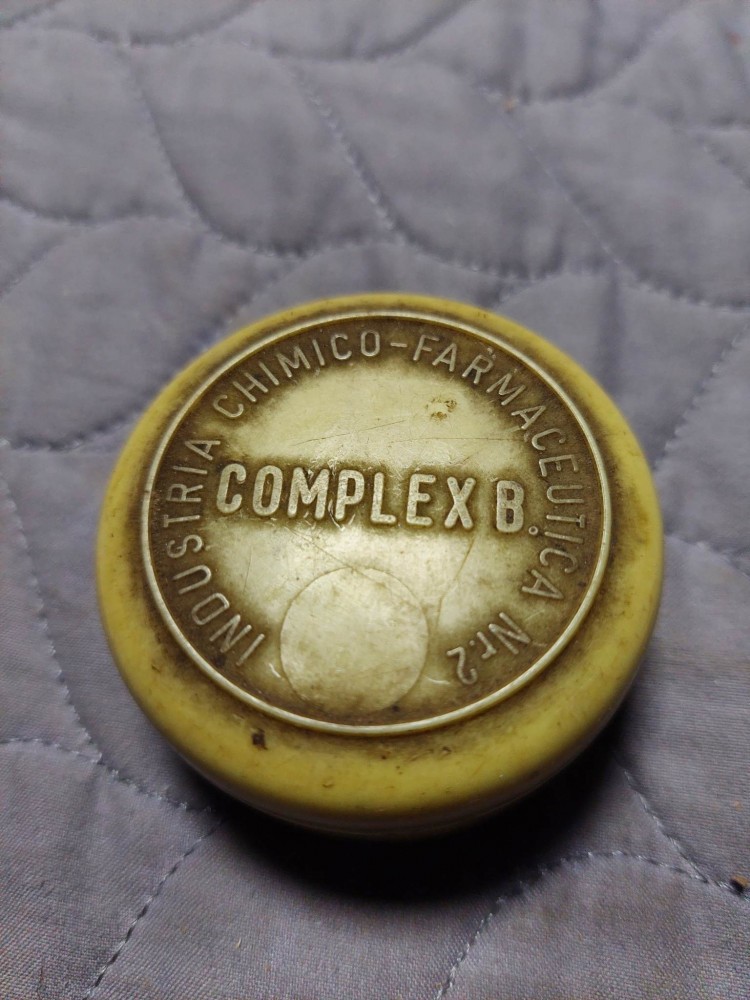 INDUSTRIA CHIMICO-FARMACEUTICA Nr.2
COMPLEX B.